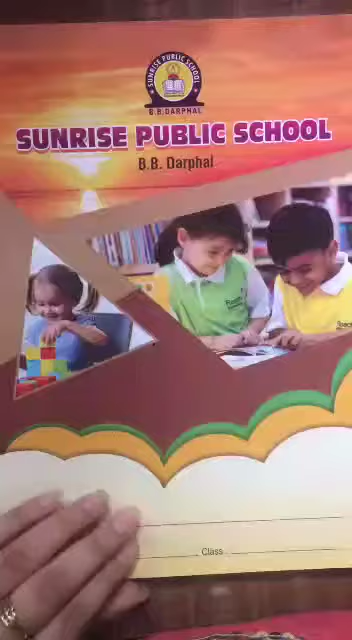 SUNRISE PUBLIC SCHOOL
B.B.DARPHAL
SUNRISE PUBLIC SCHOOL
B.B. Darphal
Class